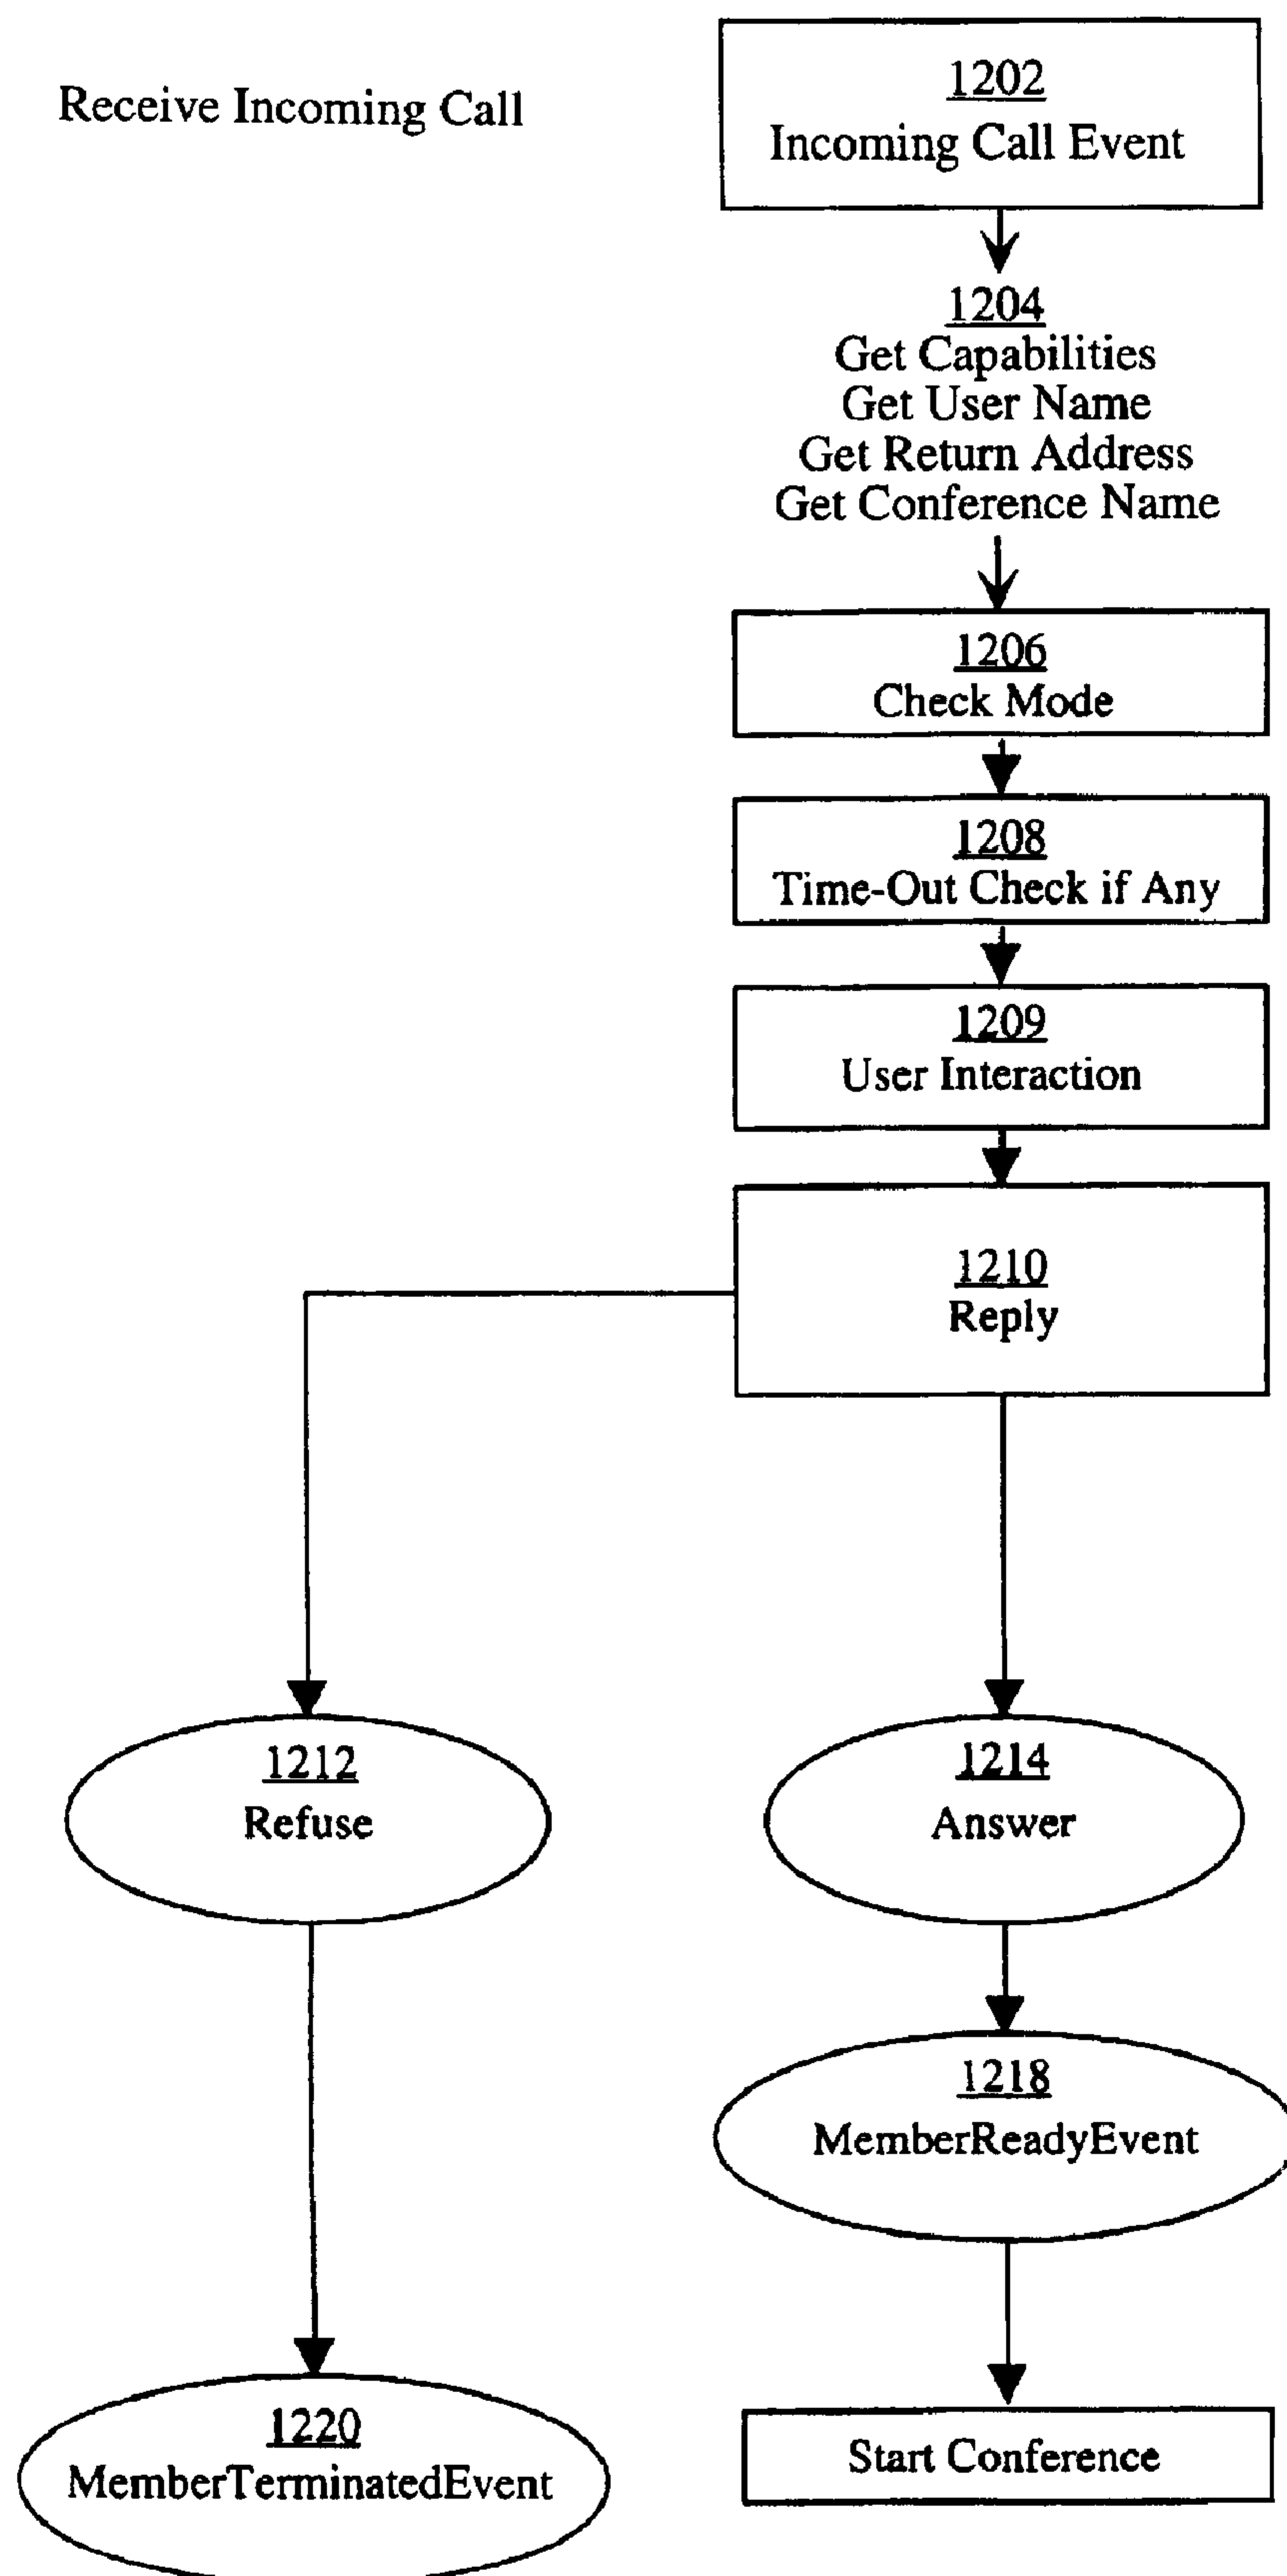 Receive Incoming Call
1202
Incoming Call Event
1204
Get Capabilities
Get User Name
Get Return Address
Get Conference Name
1206
Check Mode
1208
Time-Out Check if Any
1209
User Interaction
1210
Reply
1212
Refuse
1214
Answer
1218
MemberReadyEvent
1220
MemberTerminatedEvent
Start Conference